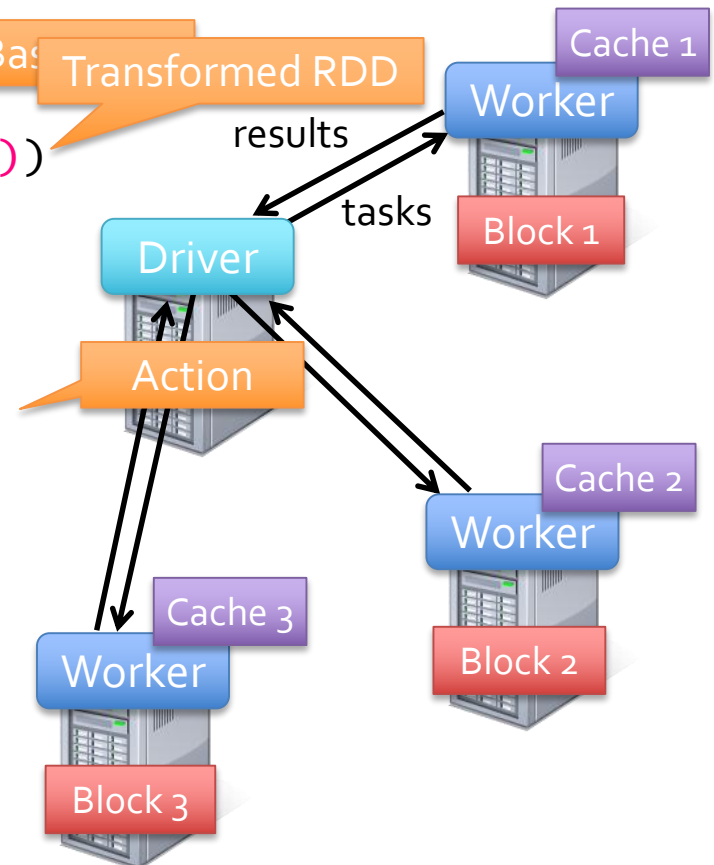 Bas
Transformed RDD
Cache 1
Worker
))
results
tasks
Block 1
Driver
Action
Cache 2
Worker
Cache 3
Block 2
Worker
Block 3